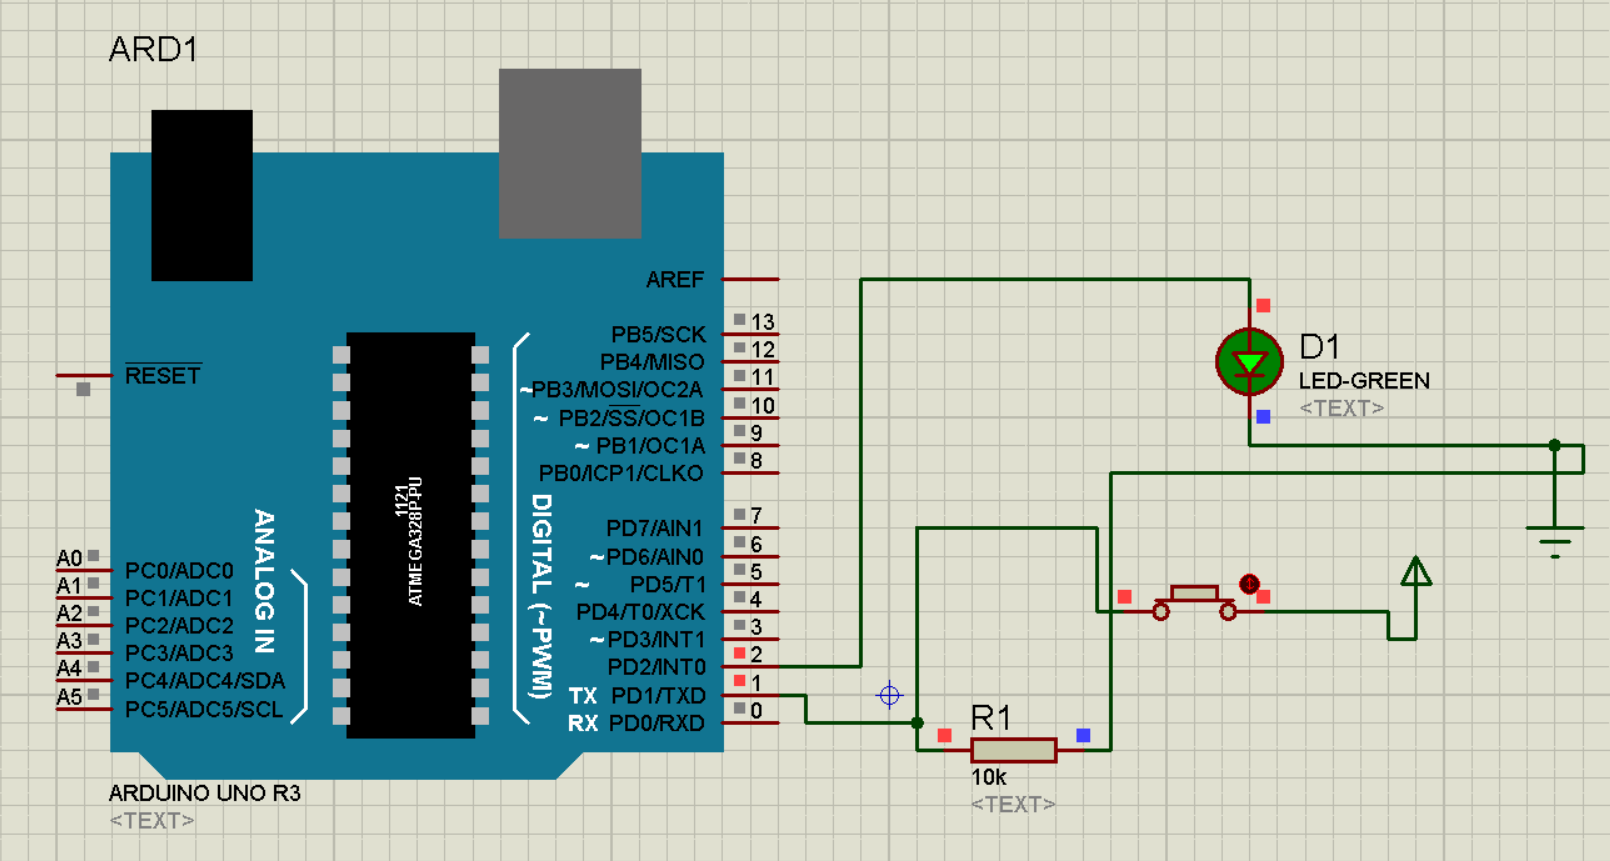 ARD1
AREF
PB5/SCK 13
PB4/MISO 12
~PB3/MOSI/OC2A 11
~ PB2/SS/OC1B 10
~ PB1/OC1A 9
PB0/ICP1/CLKO 8
RESET
PD7/AIN1 7
~PD6/AIN0 6
~ PD5/T1 5
PD4/T0/XCK 4
~PD3/INT1 3
PD2/INT0 2
TX PD1/TXD 1
RX PD0/RXD 0
A0 PC0/ADC0
A1 PC1/ADC1
A2 PC2/ADC2
A3 PC3/ADC3
A4 PC4/ADC4/SDA
A5 PC5/ADC5/SCL
ANALOG IN
1121
ATMEGA328P-PU
DIGITAL (~PWM)
ARDUINO UNO R3
<TEXT>
D1
LED-GREEN
<TEXT>
R1
10k
<TEXT>